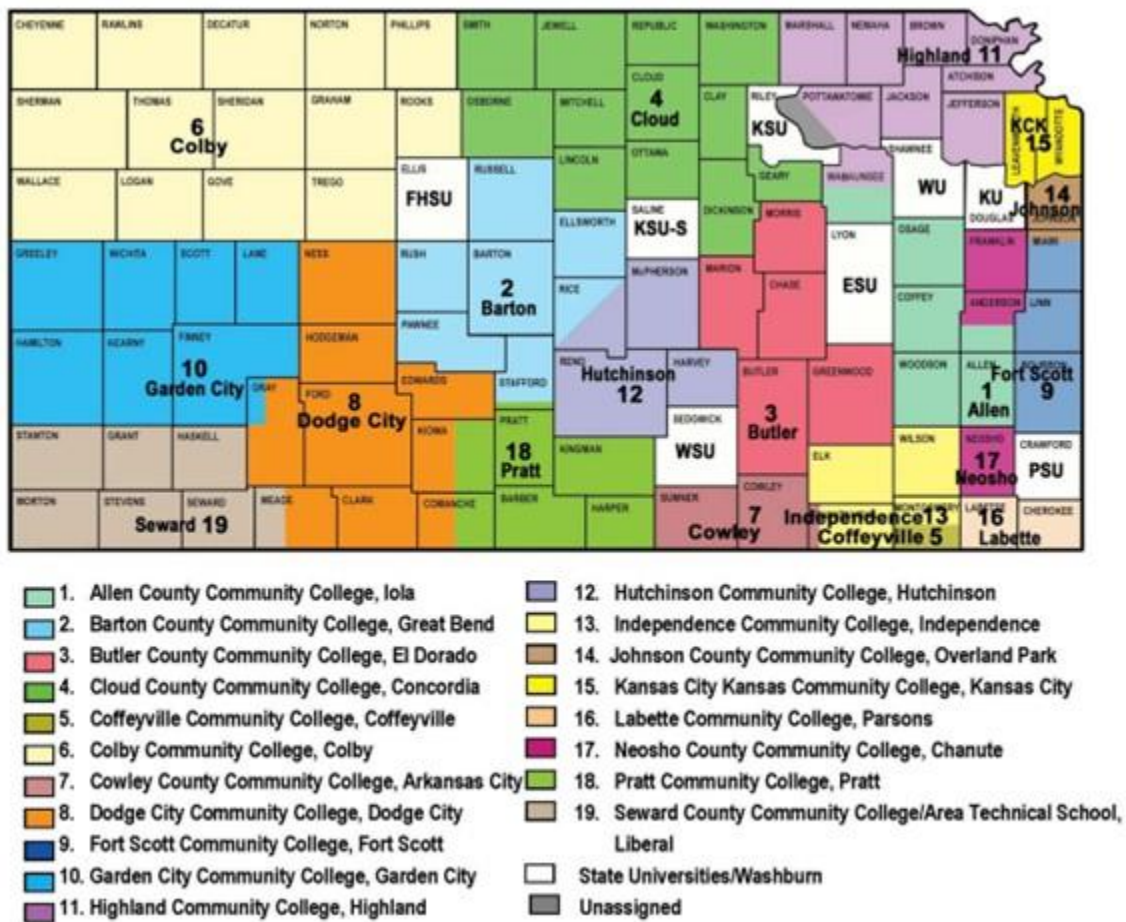 CHEYENNE RAWLINS DECATUR NORTON PHILLIPS SMITH JEWELL REPUBLIC WASHINGTON MARSHALL NEMAHA BROWN DONIPHAN
Highland 11
ATCHISON
CLOUD
4
Cloud
SHERMAN THOMAS SHERIDAN GRAHAM ROOKS OSBORNE MITCHELL CLAY RILEY POTTAWATOMIE JACKSON JEFFERSON LEAVENWORTH WYANDOTTE
6
Colby
KSU
KCK
15
OTTAWA
SHAWNEE
LINCOLN
WALLACE LOGAN GOVE TREGO ELLIS RUSSELL GEARY WABAUNSEE
FHSU
WU
KU
DOUGLAS
14
Johnson
JOHNSON
SALINE
KSU-S
DICKINSON MORRIS
ELLSWORTH
LYON
OSAGE
FRANKLIN MIAMI
GREELEY WICHITA SCOTT LANE NESS RUSH BARTON
2
Barton
McPHERSON MARION
CHASE
ESU
RICE
COFFEY ANDERSON LINN
PAWNEE
HAMILTON KEARNY FINNEY HODGEMAN
10
Garden City
RENO HARVEY
Hutchinson
12
WOODSON ALLEN BOURBON
Fort Scott
9
1
Allen
BUTLER GREENWOOD
3
Butler
EDWARDS STAFFORD
GRAY FORD
8
Dodge City
SEDGWICK
WSU
PRATT
18
Pratt
KINGMAN
KIOWA
STANTON GRANT HASKELL
WILSON NEOSHO
17
Neosho
CRAWFORD
PSU
ELK
MORTON STEVENS SEWARD MEADE CLARK COMANCHE BARBER HARPER SUMNER COWLEY
Seward 19
7
Cowley
MONTGOMERY LABETTE CHEROKEE
Independence 13
Coffeyville 5
16
Labette
1. Allen County Community College, Iola
2. Barton County Community College, Great Bend
3. Butler County Community College, El Dorado
4. Cloud County Community College, Concordia
5. Coffeyville Community College, Coffeyville
6. Colby Community College, Colby
7. Cowley County Community College, Arkansas City
8. Dodge City Community College, Dodge City
9. Fort Scott Community College, Fort Scott
10. Garden City Community College, Garden City
11. Highland Community College, Highland
12. Hutchinson Community College, Hutchinson
13. Independence Community College, Independence
14. Johnson County Community College, Overland Park
15. Kansas City Kansas Community College, Kansas City
16. Labette Community College, Parsons
17. Neosho County Community College, Chanute
18. Pratt Community College, Pratt
19. Seward County Community College/Area Technical School,
Liberal
State Universities/Washburn
Unassigned